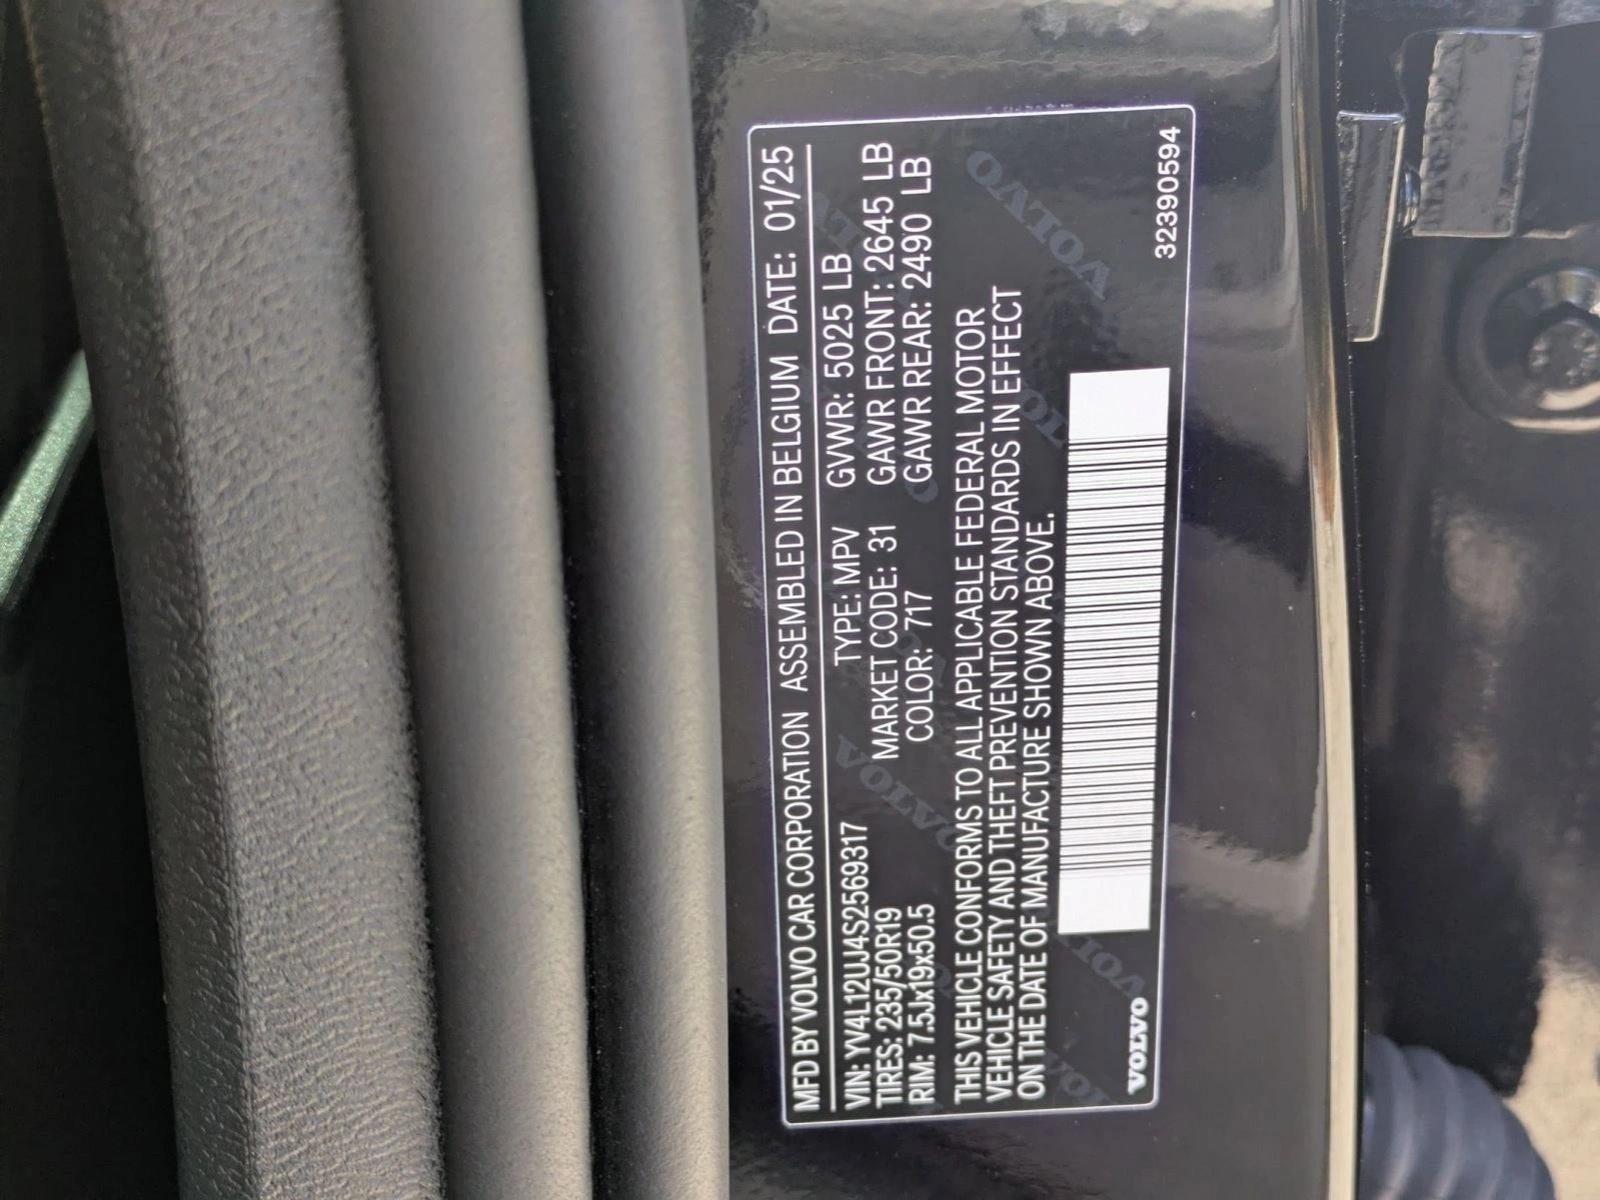 MFD BY VOLVO CAR CORPORATION ASSEMBLED IN BELGIUM DATE: 01/25
VIN: YV4L12UJ4S2569317 TYPE: MPV GVWR: 5025 LB
TIRES: 235/50R19 MARKET CODE: 31 GAWR FRONT: 2645 LB
RIM: 7.5Jx19x50.5 COLOR: 717 GAWR REAR: 2490 LB
THIS VEHICLE CONFORMS TO ALL APPLICABLE FEDERAL MOTOR
VEHICLE SAFETY AND THEFT PREVENTION STANDARDS IN EFFECT
ON THE DATE OF MANUFACTURE SHOWN ABOVE.
VOLVO 32390594